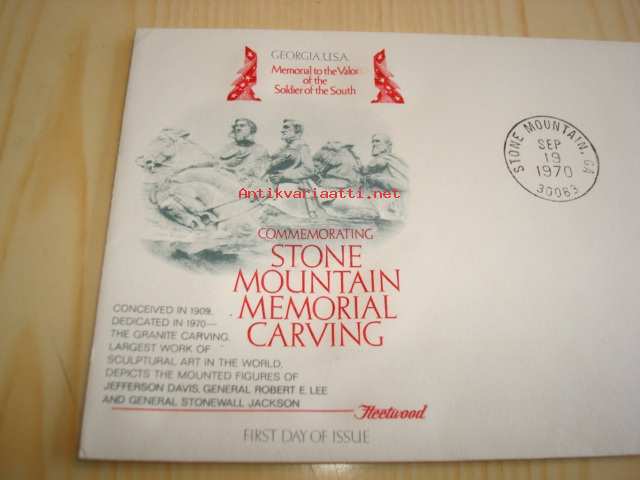 GEORGIA, U.S.A.
Memorial to the Valor
of the
Soldier of the South
STONE MOUNTAIN, GA
SEP
19
1970
30083
Antikvariaatti.net
COMMEMORATING
STONE
MOUNTAIN
MEMORIAL
CARVING
CONCEIVED IN 1909,
DEDICATED IN 1970—
THE GRANITE CARVING,
LARGEST WORK OF
SCULPTURAL ART IN THE WORLD,
DEPICTS THE MOUNTED FIGURES OF
JEFFERSON DAVIS, GENERAL ROBERT E. LEE
AND GENERAL STONEWALL JACKSON
Fleetwood
FIRST DAY OF ISSUE